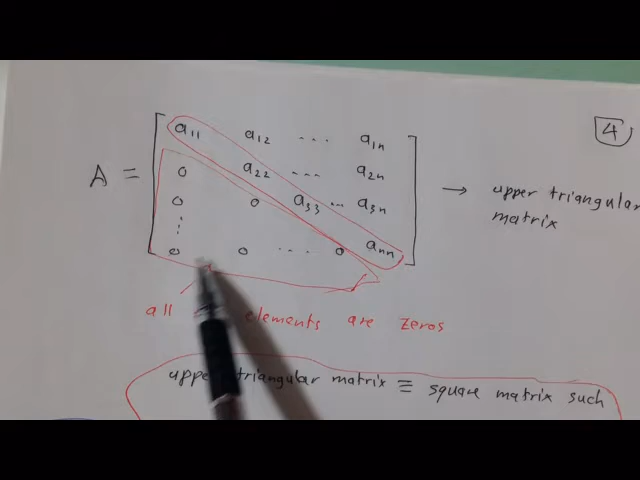 4
A = [ a11 a12 ... a1n
0 a22 ... a2n
0 0 a33 ... a3n
⋮
0 0 .... 0 ann ] → upper triangular matrix
all elements are zeros
upper triangular matrix ≡ square matrix such